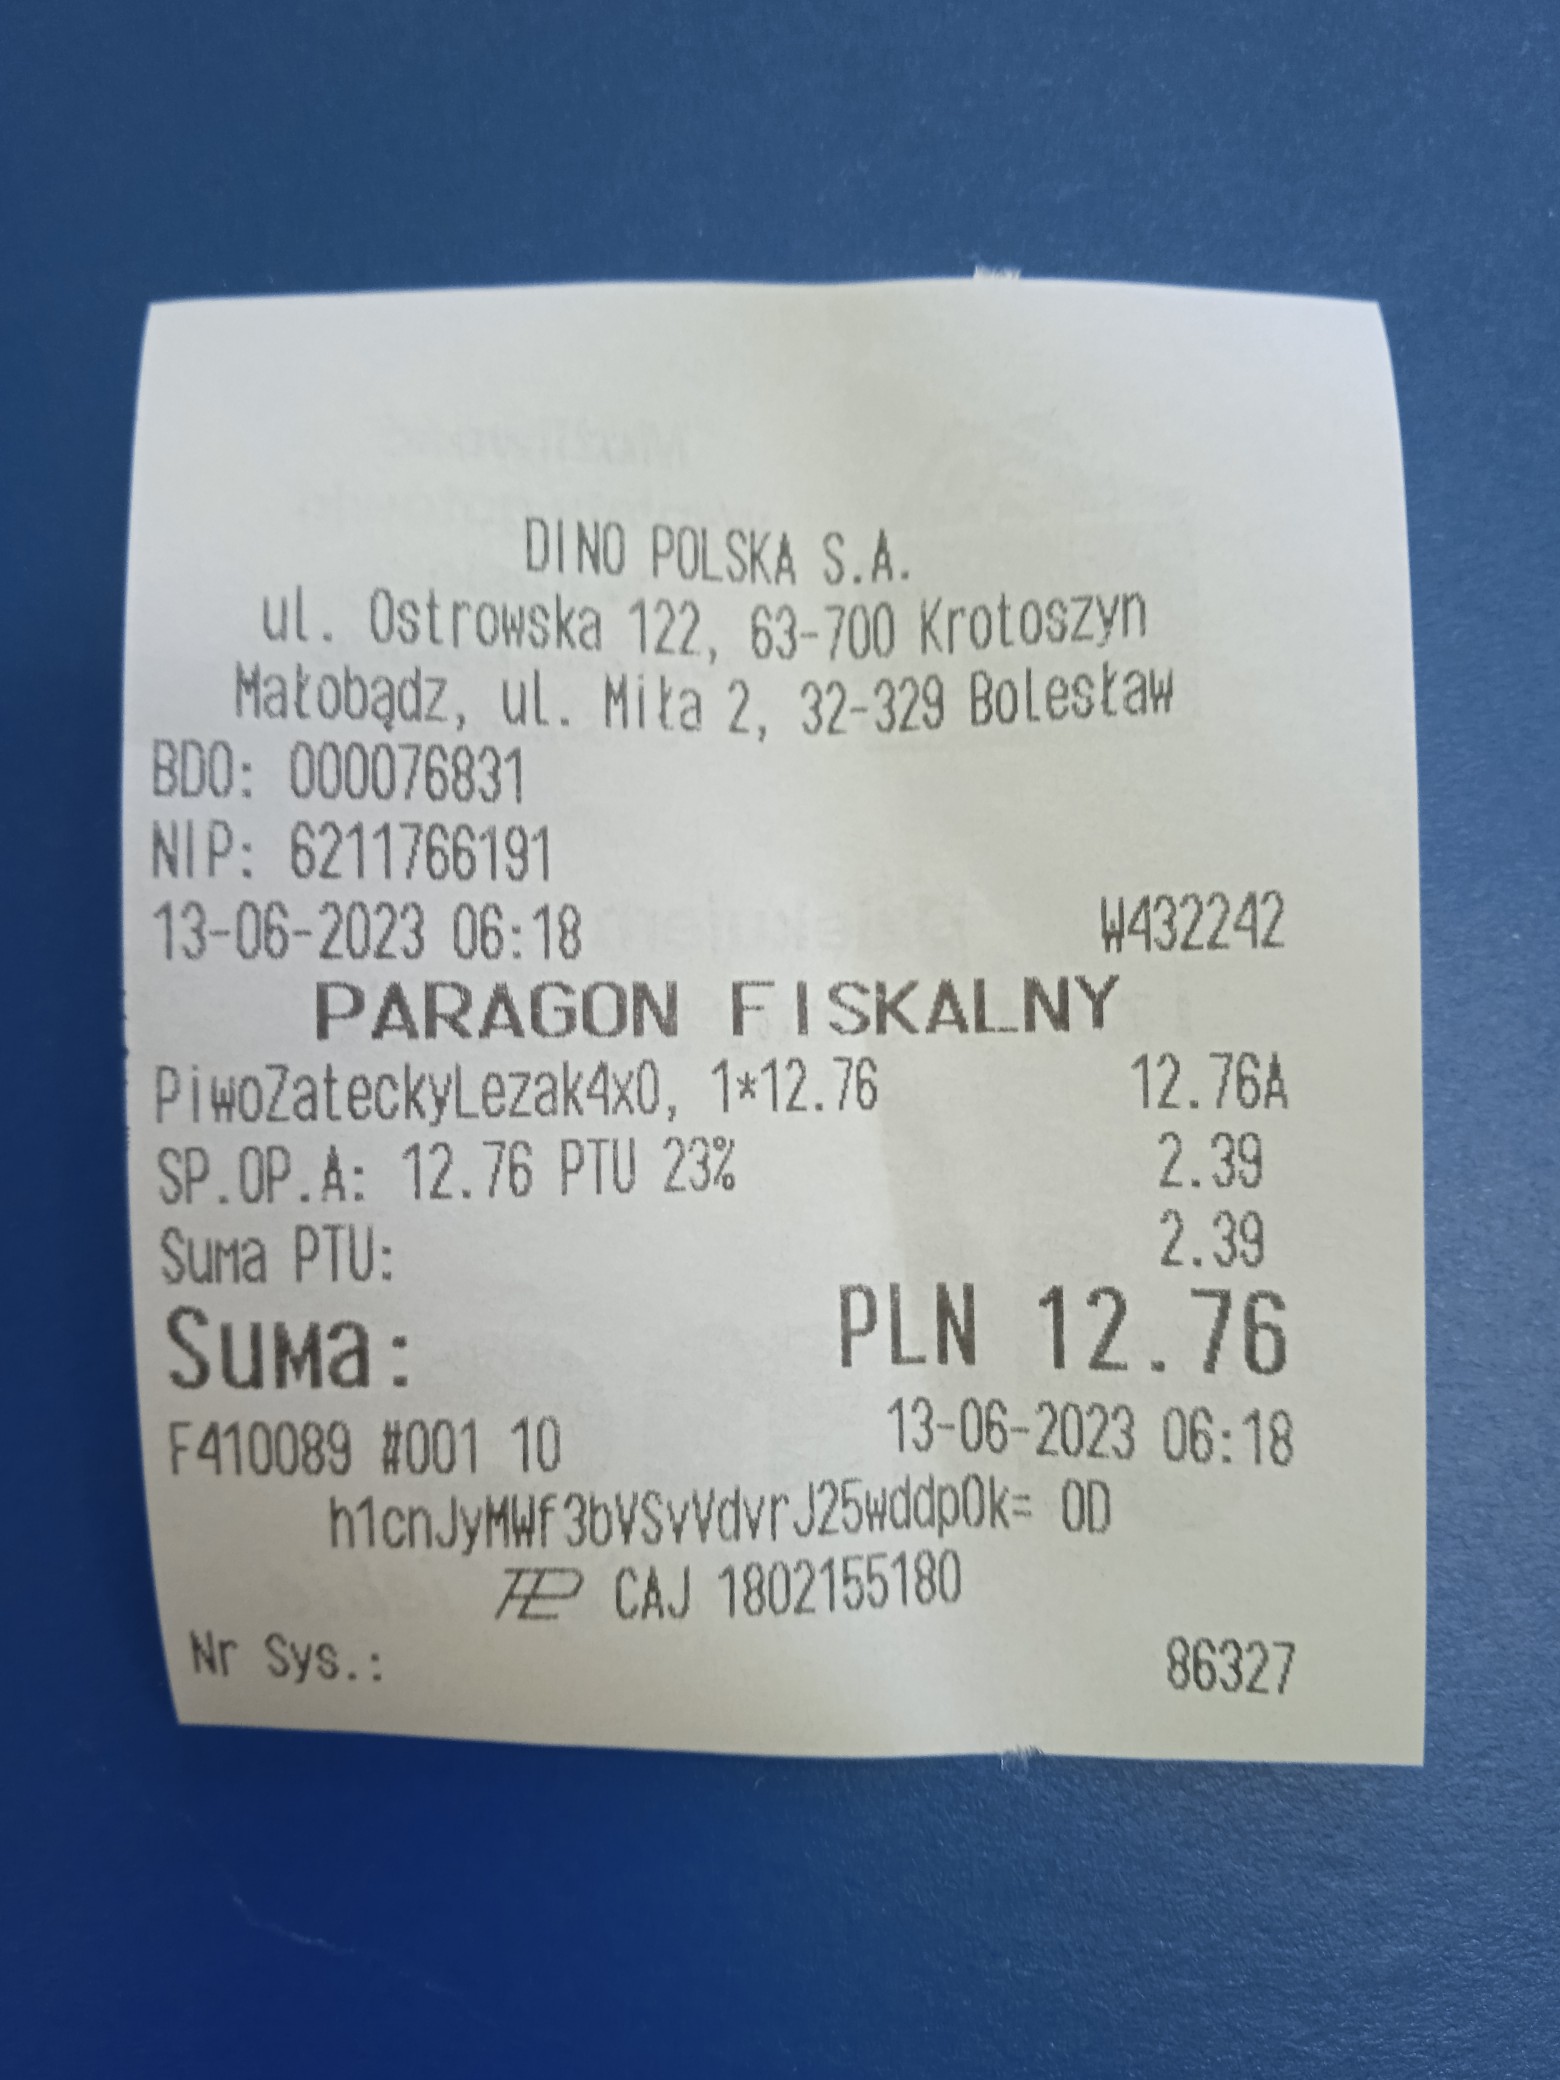 DINO POLSKA S.A.
ul. Ostrowska 122, 63-700 Krotoszyn
Małobądz, ul. Miła 2, 32-329 Bolesław
BDO: 000076831
NIP: 6211766191
13-06-2023 06:18 W432242
PARAGON FISKALNY
PiwoZateckyLezak4x0, 1*12.76 12.76A
SP.OP.A: 12.76 PTU 23% 2.39
Suma PTU: 2.39
Suma: PLN 12.76
F410089 #001 10 13-06-2023 06:18
h1cnJyMWf3bVSvVdvrJ25wddpOk= OD
CAJ 1802155180
Nr Sys.: 86327